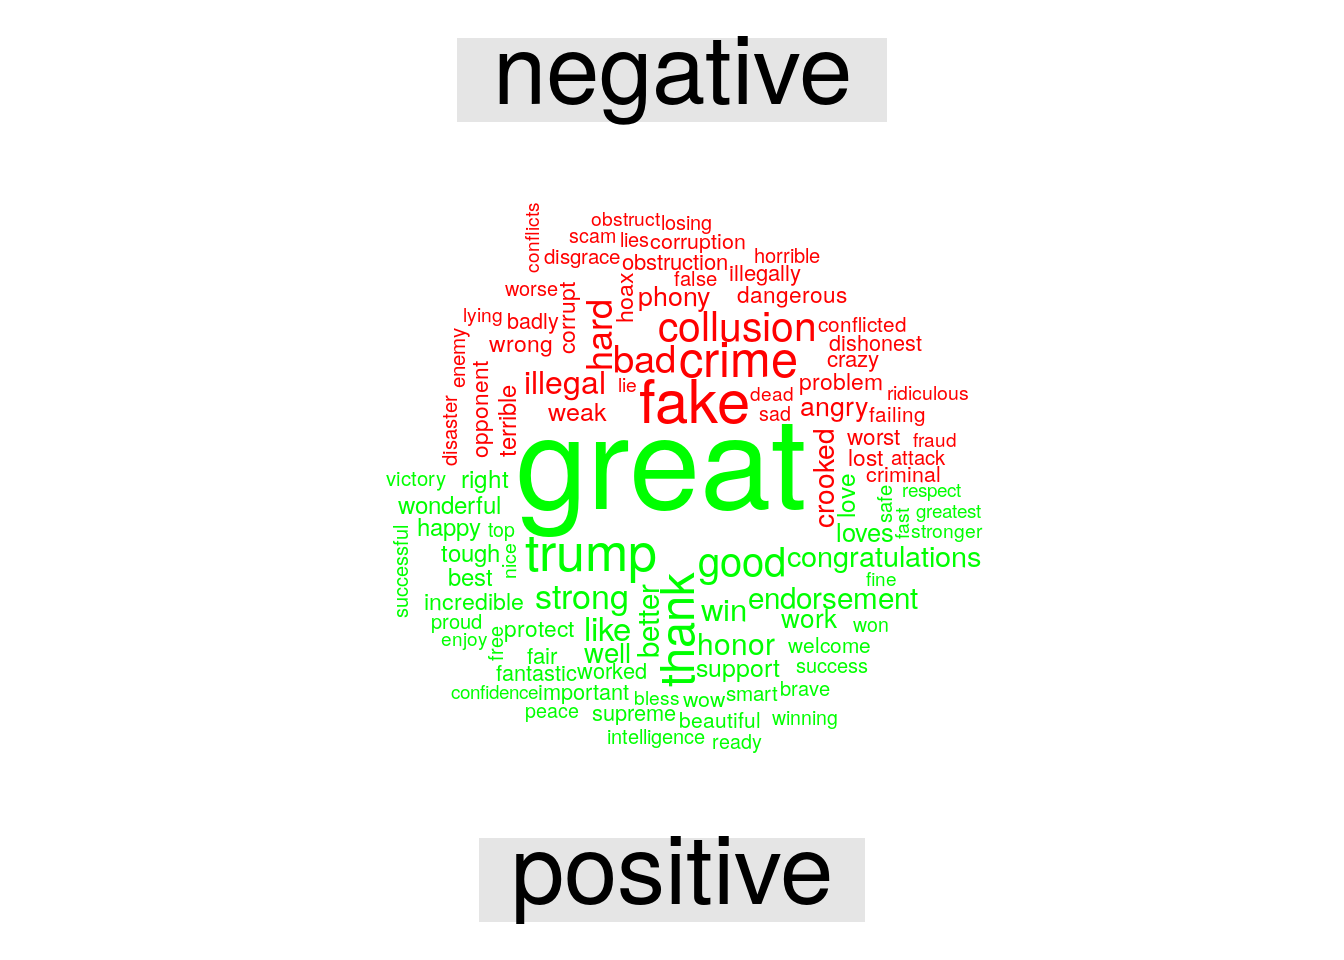 negative
conflicts
obstruct losing
scam lies corruption
disgrace obstruction horrible
false illegally
worse corrupt hoax phony dangerous
lying badly hard collusion conflicted
enemy wrong bad crime dishonest
crazy
illegal lie fake dead problem ridiculous
disaster opponent terrible weak sad angry failing
crooked worst fraud
lost attack
criminal
great
victory right love safe respect
wonderful fast greatest
happy top loves stronger
successful tough nice trump good congratulations
best fine
incredible strong better thank win endorsement
proud free protect like work won
enjoy honor welcome
fair well support success
fantastic worked
confidence important bless wow smart brave
peace supreme beautiful winning
intelligence ready
positive